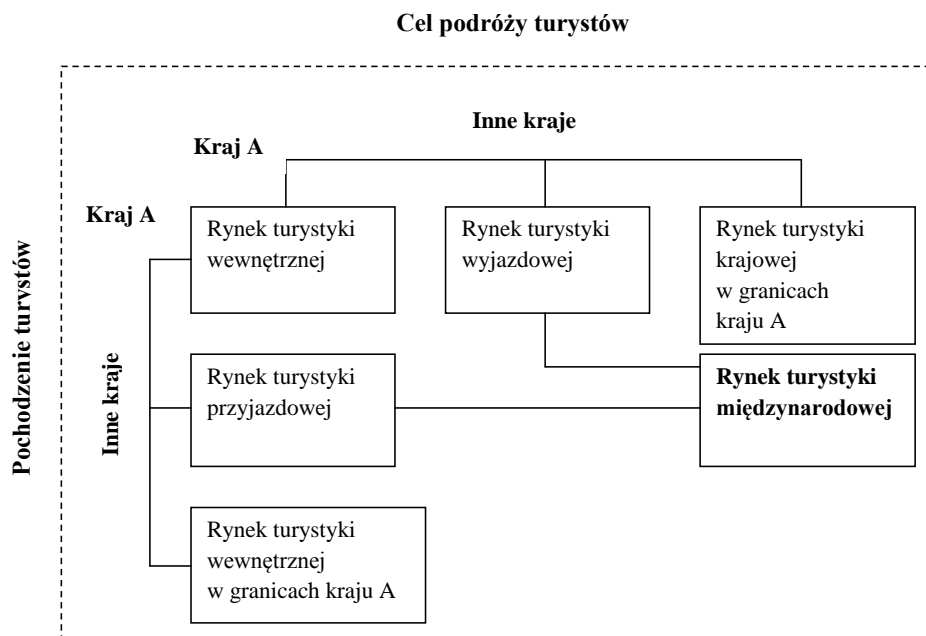 Cel podróży turystów
Inne kraje
Kraj A
Kraj A
Rynek turystyki
wewnętrznej
Rynek turystyki
wyjazdowej
Rynek turystyki
krajowej
w granicach
kraju A
Pochodzenie turystów
Inne kraje
Rynek turystyki
przyjazdowej
Rynek turystyki
międzynarodowej
Rynek turystyki
wewnętrznej
w granicach kraju A